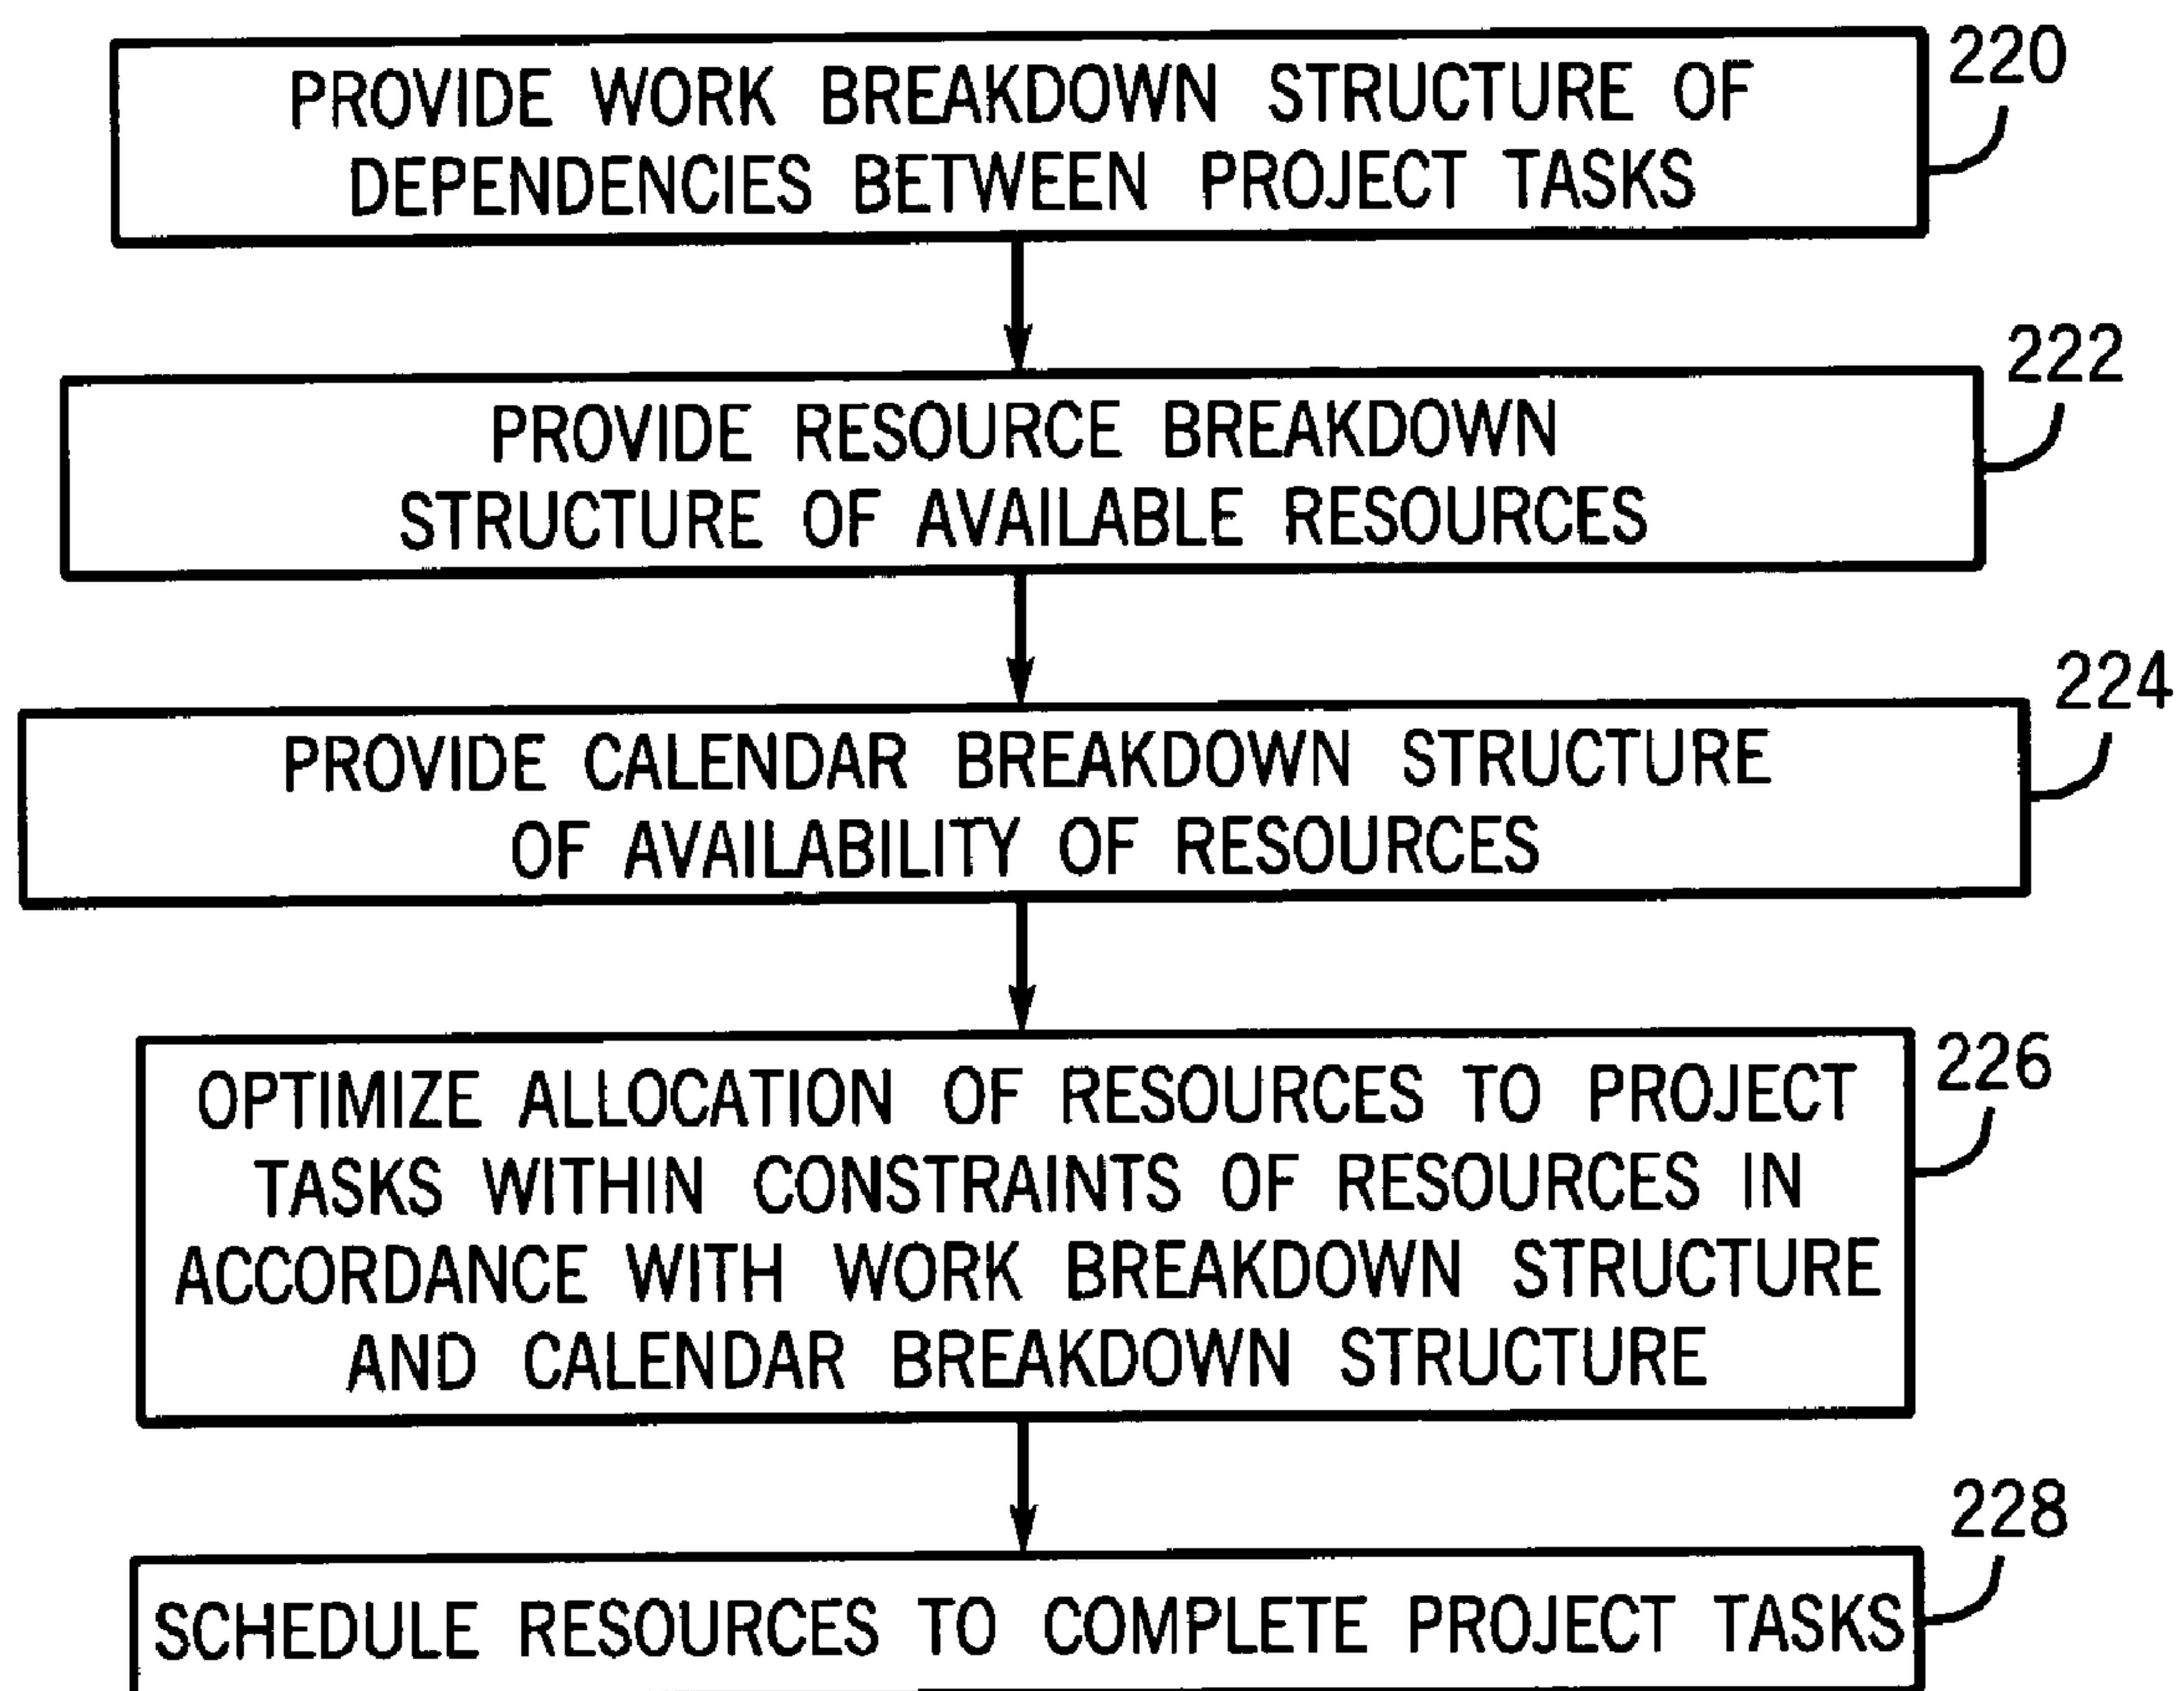 220
PROVIDE WORK BREAKDOWN STRUCTURE OF
DEPENDENCIES BETWEEN PROJECT TASKS
222
PROVIDE RESOURCE BREAKDOWN
STRUCTURE OF AVAILABLE RESOURCES
224
PROVIDE CALENDAR BREAKDOWN STRUCTURE
OF AVAILABILITY OF RESOURCES
226
OPTIMIZE ALLOCATION OF RESOURCES TO PROJECT
TASKS WITHIN CONSTRAINTS OF RESOURCES IN
ACCORDANCE WITH WORK BREAKDOWN STRUCTURE
AND CALENDAR BREAKDOWN STRUCTURE
228
SCHEDULE RESOURCES TO COMPLETE PROJECT TASKS